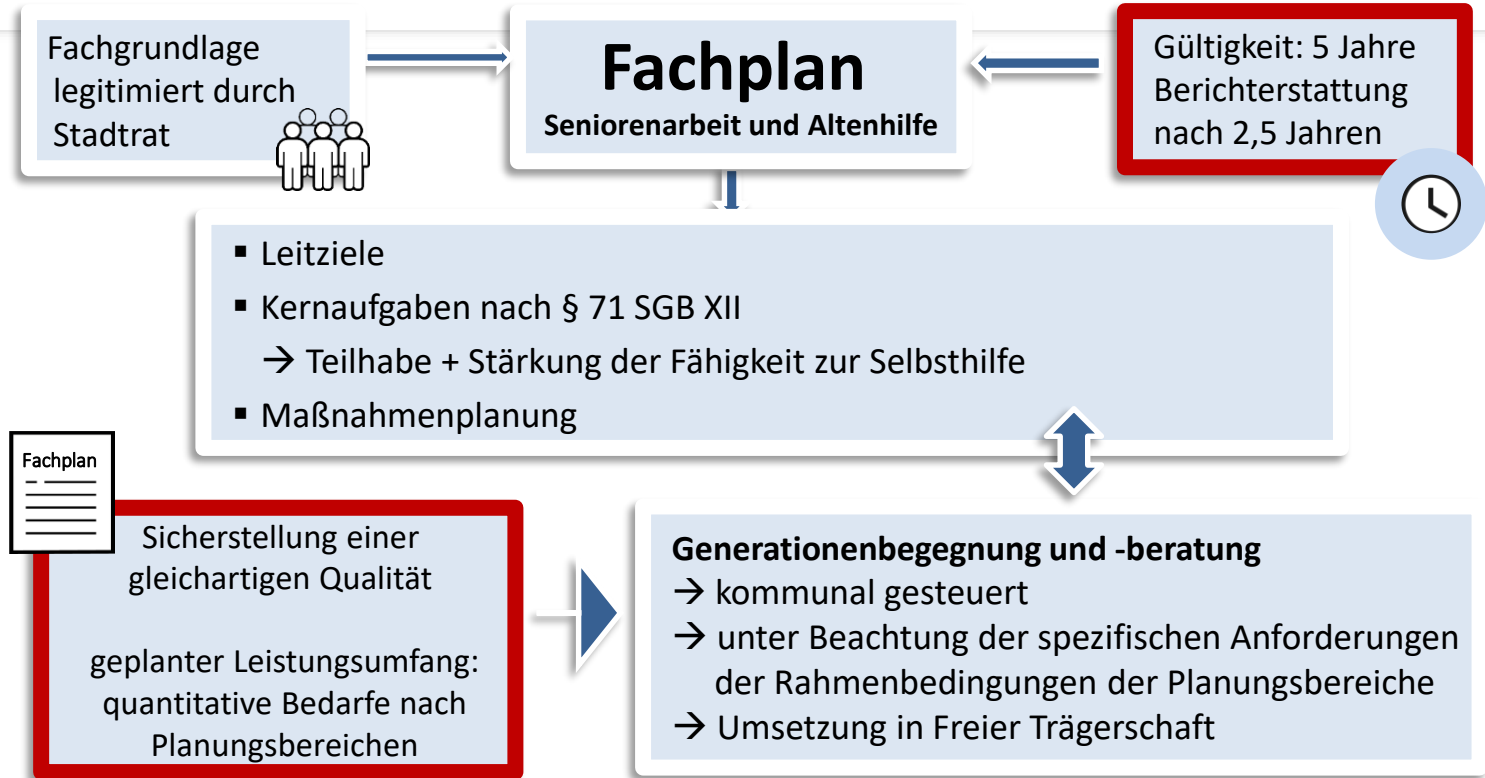 Fachgrundlage
legitimiert durch
Stadtrat
Fachplan
Seniorenarbeit und Altenhilfe
Gültigkeit: 5 Jahre
Berichterstattung
nach 2,5 Jahren
▪ Leitziele
▪ Kernaufgaben nach § 71 SGB XII
→ Teilhabe + Stärkung der Fähigkeit zur Selbsthilfe
▪ Maßnahmenplanung
Fachplan
Sicherstellung einer
gleichartigen Qualität
geplanter Leistungsumfang:
quantitative Bedarfe nach
Planungsbereichen
Generationenbegegnung und -beratung
→ kommunal gesteuert
→ unter Beachtung der spezifischen Anforderungen
der Rahmenbedingungen der Planungsbereiche
→ Umsetzung in Freier Trägerschaft